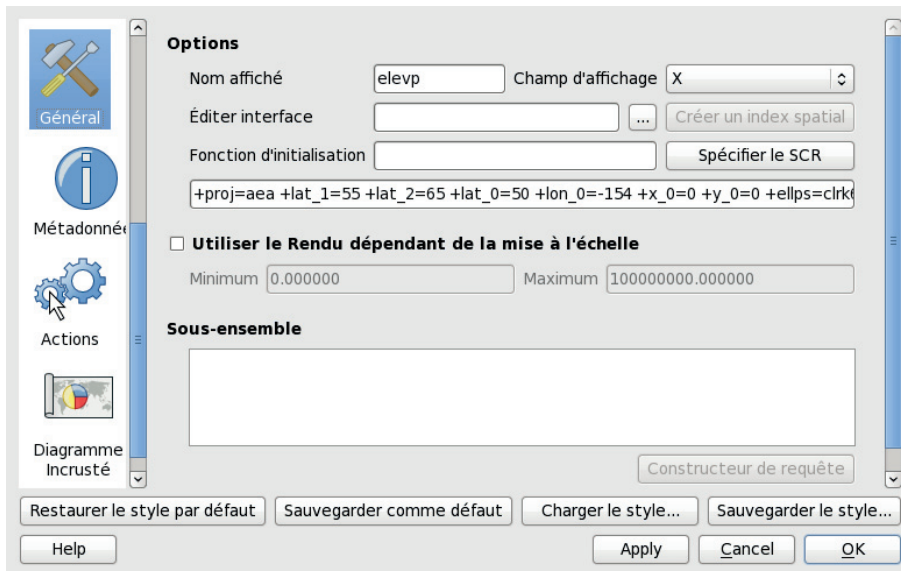 Général
Métadonnée
Actions
Diagramme
Incrusté
Options
Nom affiché elevp Champ d'affichage X
Éditer interface ... Créer un index spatial
Fonction d'initialisation Spécifier le SCR
+proj=aea +lat_1=55 +lat_2=65 +lat_0=50 +lon_0=-154 +x_0=0 +y_0=0 +ellps=clrk6
Utiliser le Rendu dépendant de la mise à l'échelle
Minimum 0.000000 Maximum 100000000.000000
Sous-ensemble
Constructeur de requête
Restaurer le style par défaut Sauvegarder comme défaut Charger le style... Sauvegarder le style...
Help Apply Cancel OK